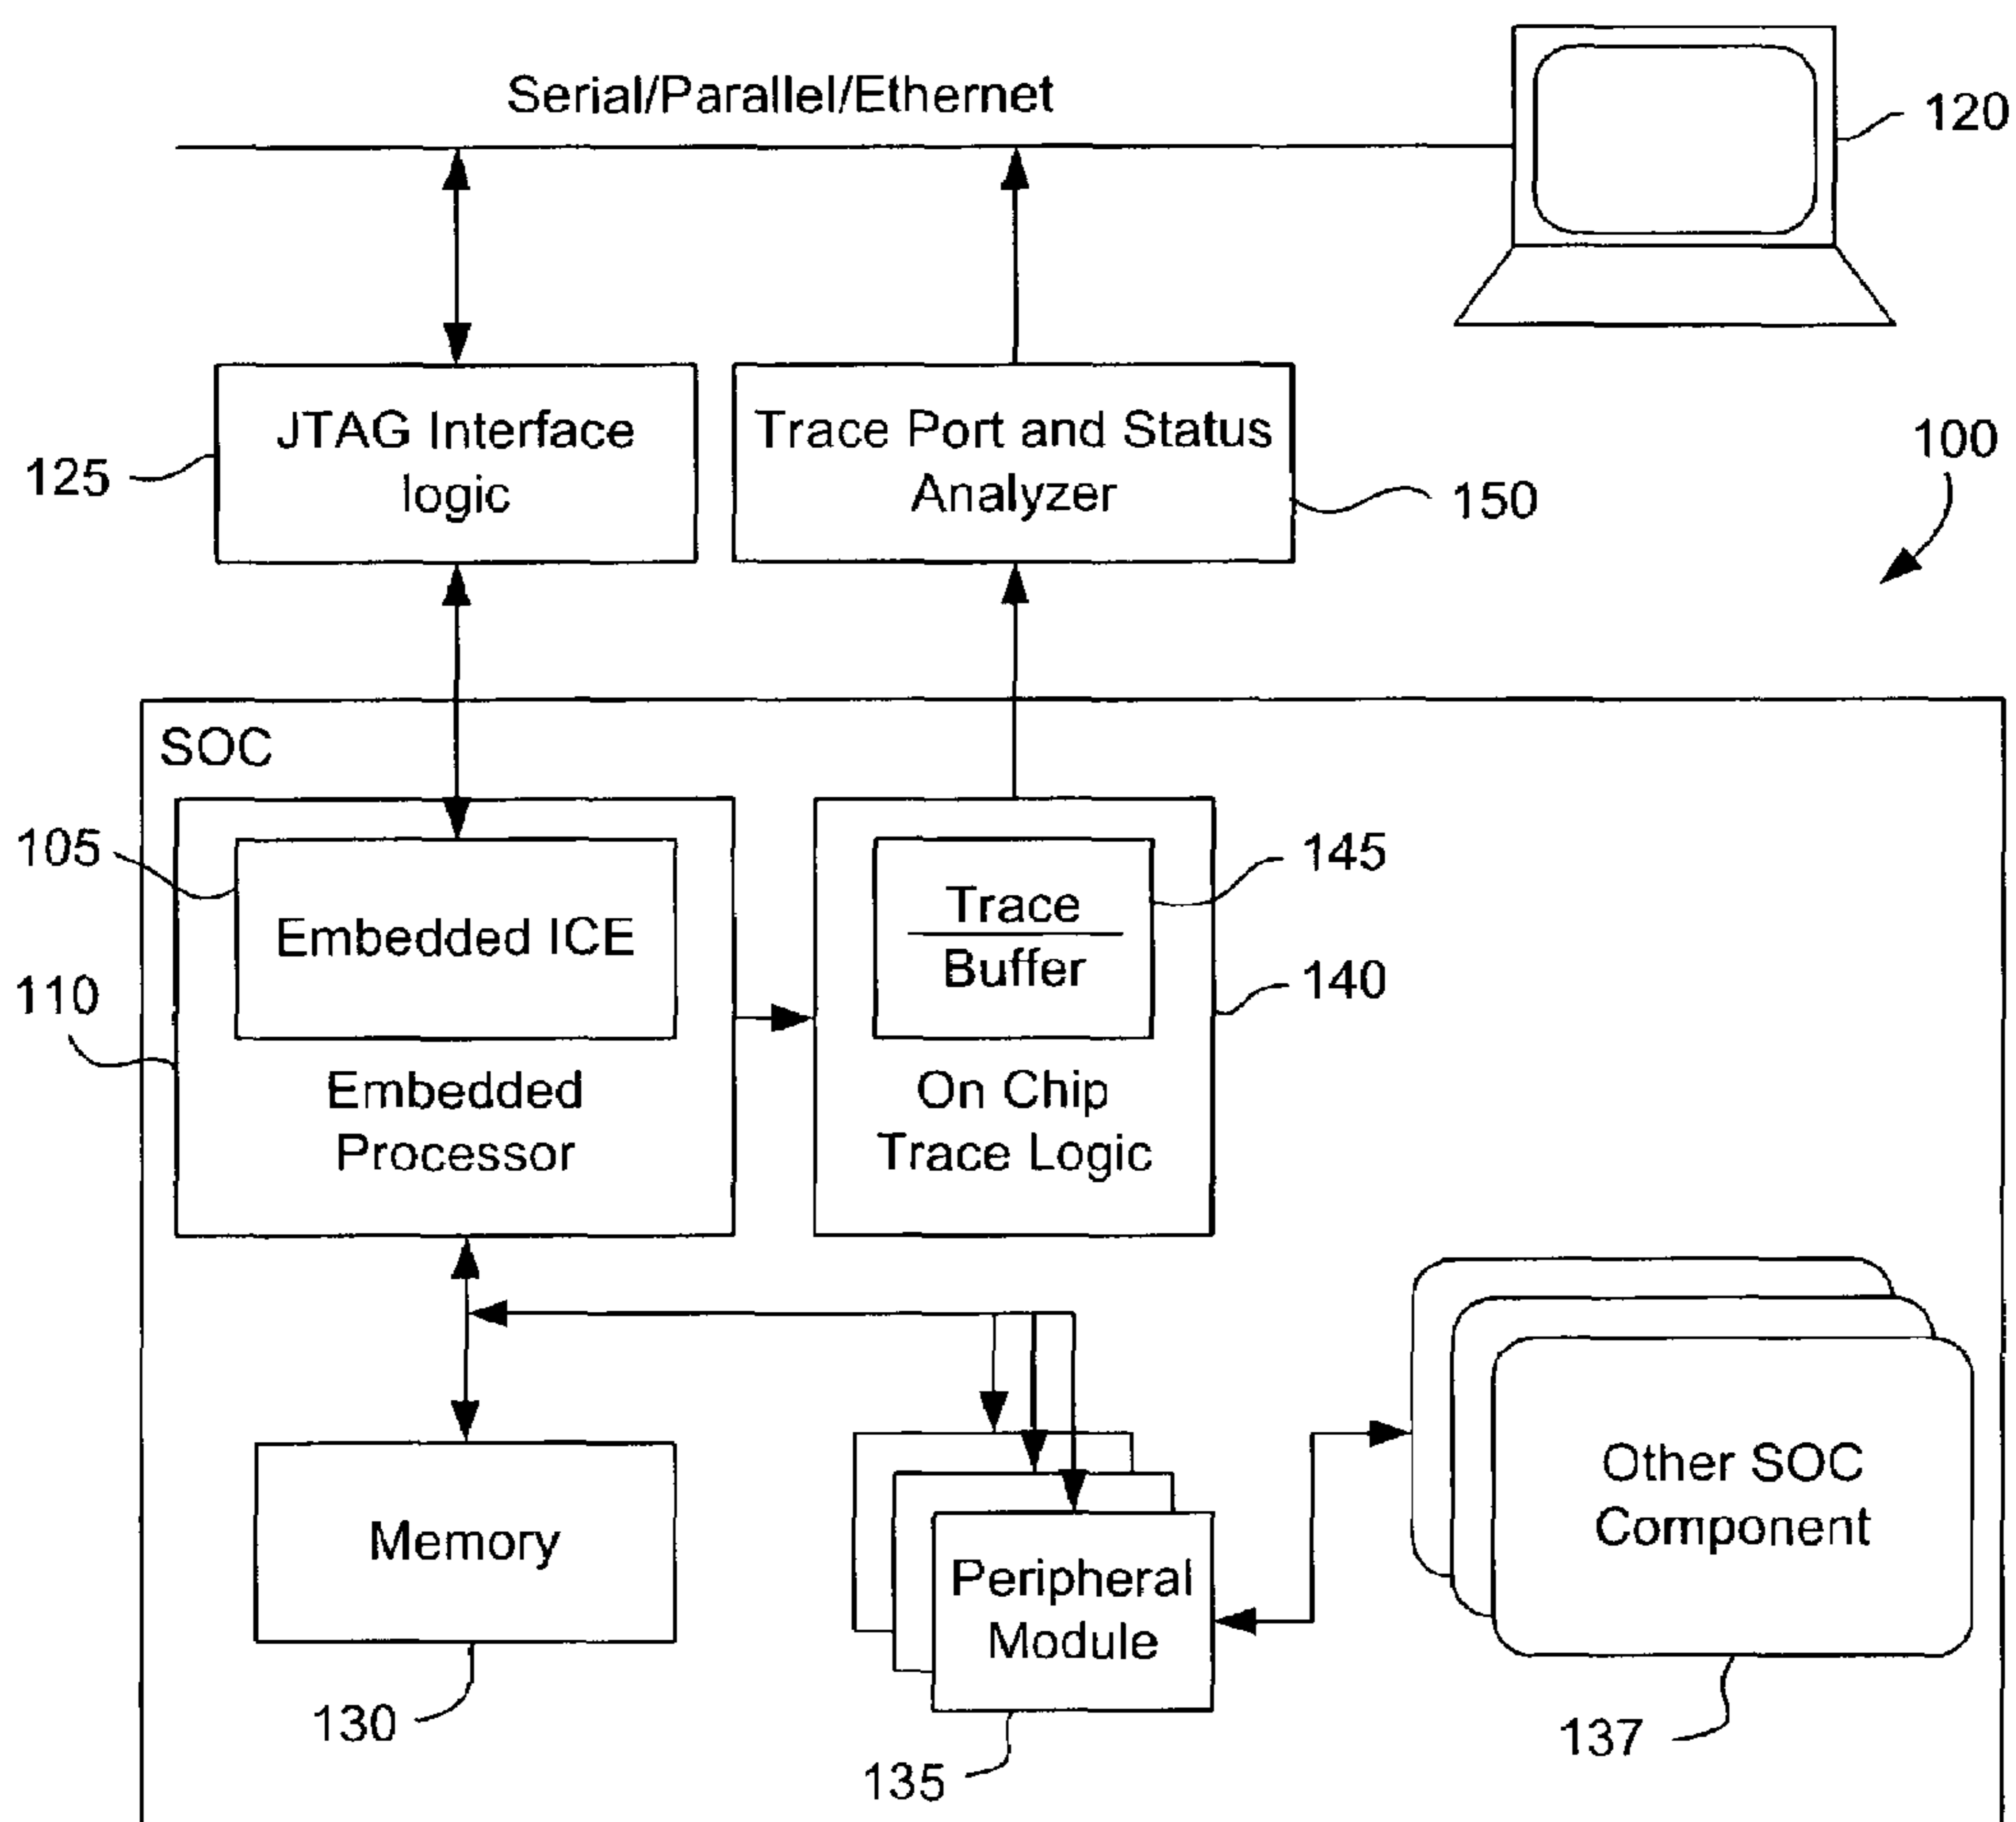 Serial/Parallel/Ethernet
120
JTAG Interface
logic
125
Trace Port and Status
Analyzer
150
100
SOC
105
Embedded ICE
110
Embedded
Processor
Trace
Buffer
145
140
On Chip
Trace Logic
Memory
130
Peripheral
Module
135
Other SOC
Component
137